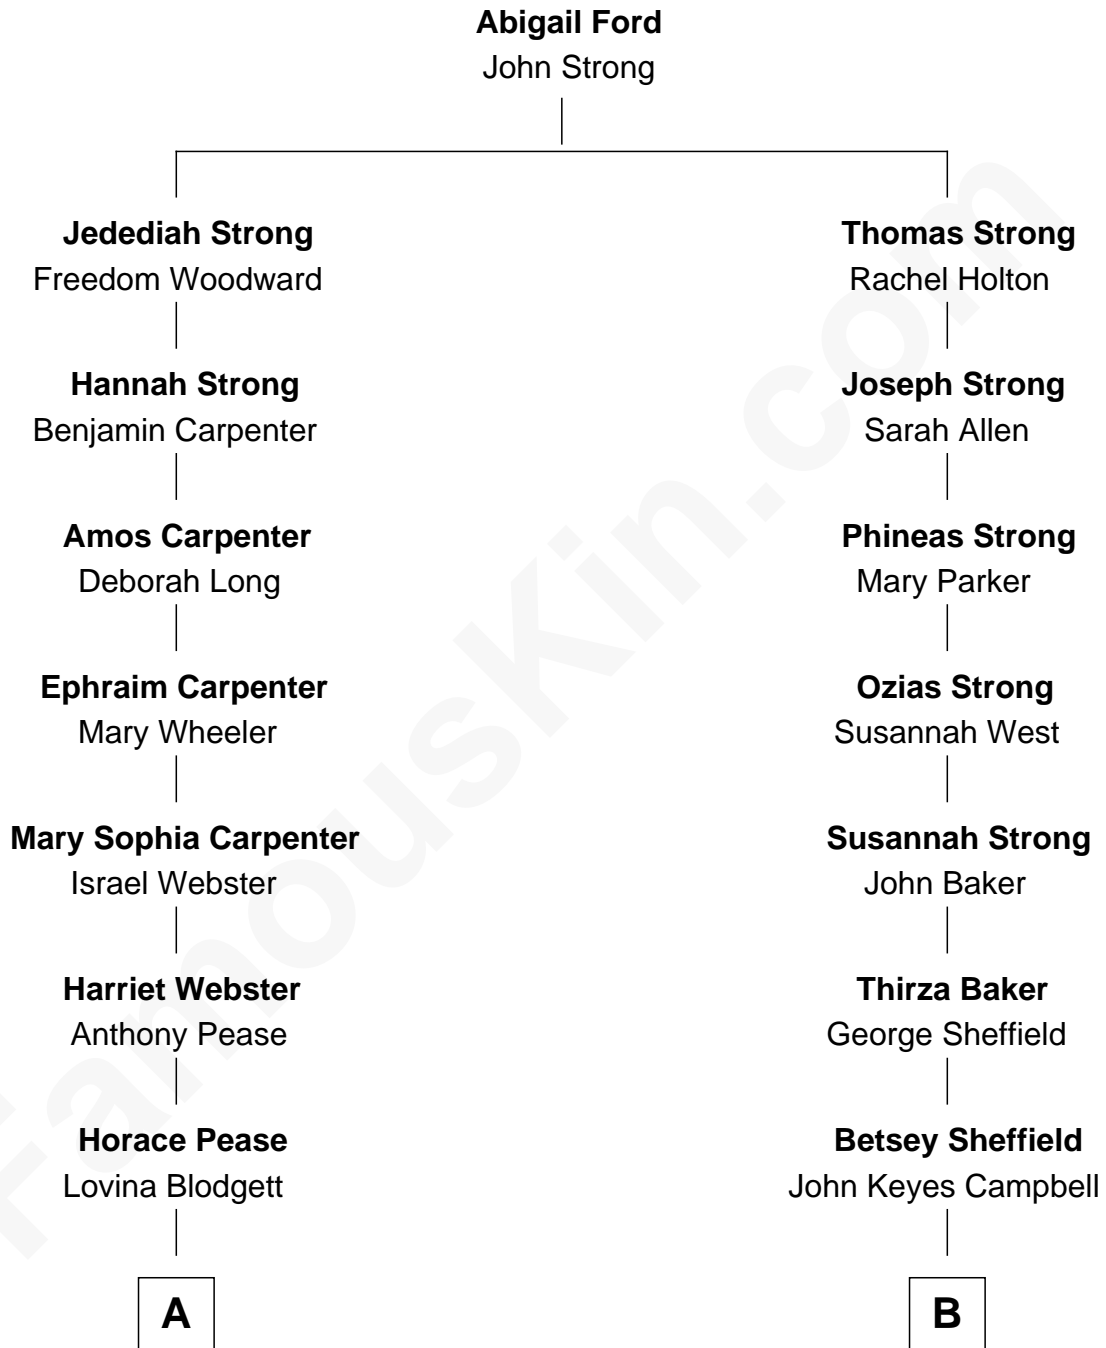 Abigail Ford
John Strong
Jedediah Strong
Freedom Woodward
Thomas Strong
Rachel Holton
Hannah Strong
Benjamin Carpenter
Joseph Strong
Sarah Allen
Amos Carpenter
Deborah Long
Phineas Strong
Mary Parker
Ephraim Carpenter
Mary Wheeler
Ozias Strong
Susannah West
Mary Sophia Carpenter
Israel Webster
Susannah Strong
John Baker
Harriet Webster
Anthony Pease
Thirza Baker
George Sheffield
Horace Pease
Lovina Blodgett
Betsey Sheffield
John Keyes Campbell
A
B
FamousKin.com